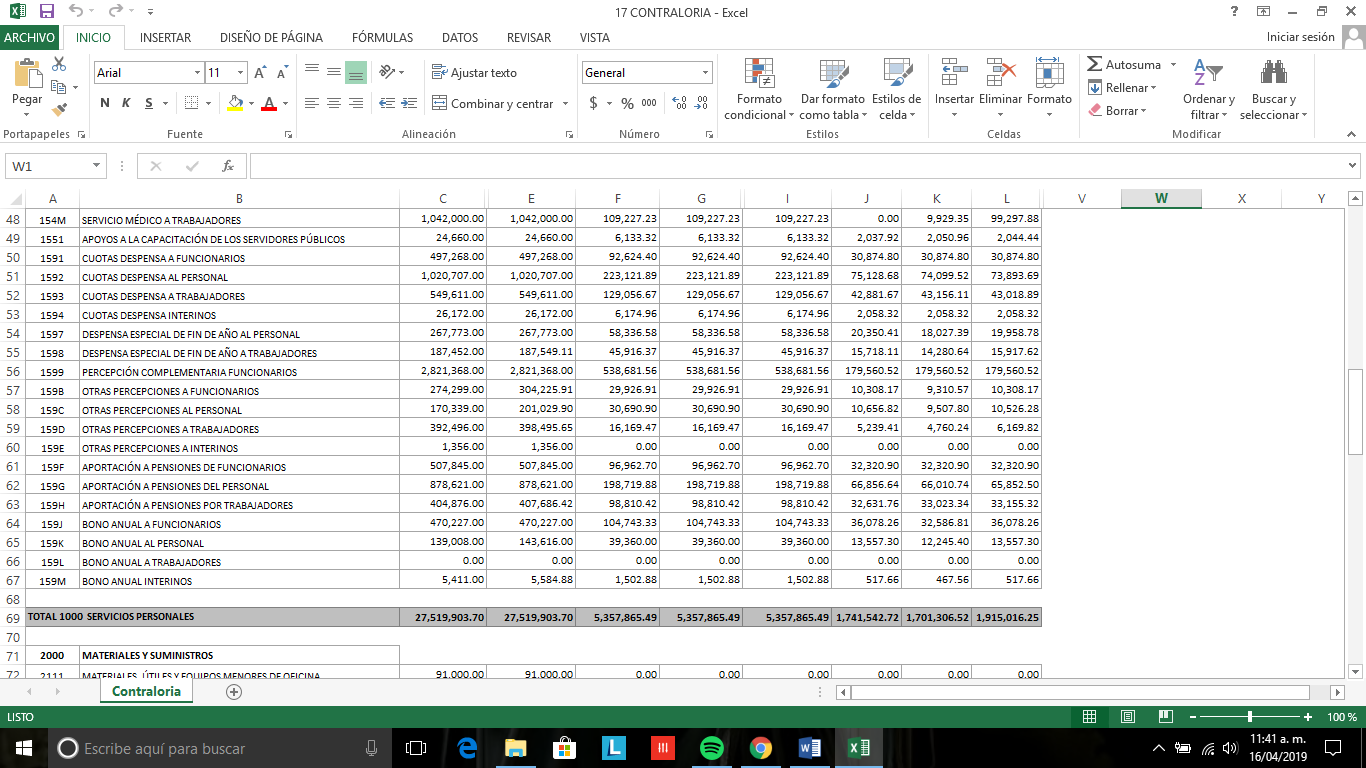 17 CONTRALORIA - Excel
ARCHIVO INICIO INSERTAR DISEÑO DE PÁGINA FÓRMULAS DATOS REVISAR VISTA Iniciar sesión
Pegar
Portapapeles
Arial 11
N K S
Fuente
Ajustar texto
Combinar y centrar
Alineación
General
$ % 000
Número
Formato condicional
Dar formato como tabla
Estilos de celda
Estilos
Insertar Eliminar Formato
Celdas
Autosuma
Rellenar
Borrar
Ordenar y filtrar
Buscar y seleccionar
Modificar
W1 fx
A B C E F G I J K L V W X Y
48 154M SERVICIO MÉDICO A TRABAJADORES 1,042,000.00 1,042,000.00 109,227.23 109,227.23 109,227.23 0.00 9,929.35 99,297.88
49 1551 APOYOS A LA CAPACITACIÓN DE LOS SERVIDORES PÚBLICOS 24,660.00 24,660.00 6,133.32 6,133.32 6,133.32 2,037.92 2,050.96 2,044.44
50 1591 CUOTAS DESPENSA A FUNCIONARIOS 497,268.00 497,268.00 92,624.40 92,624.40 92,624.40 30,874.80 30,874.80 30,874.80
51 1592 CUOTAS DESPENSA AL PERSONAL 1,020,707.00 1,020,707.00 223,121.89 223,121.89 223,121.89 75,128.68 74,099.52 73,893.69
52 1593 CUOTAS DESPENSA A TRABAJADORES 549,611.00 549,611.00 129,056.67 129,056.67 129,056.67 42,881.67 43,156.11 43,018.89
53 1594 CUOTAS DESPENSA INTERINOS 26,172.00 26,172.00 6,174.96 6,174.96 6,174.96 2,058.32 2,058.32 2,058.32
54 1597 DESPENSA ESPECIAL DE FIN DE AÑO AL PERSONAL 267,773.00 267,773.00 58,336.58 58,336.58 58,336.58 20,350.41 18,027.39 19,958.78
55 1598 DESPENSA ESPECIAL DE FIN DE AÑO A TRABAJADORES 187,452.00 187,549.11 45,916.37 45,916.37 45,916.37 15,718.11 14,280.64 15,917.62
56 1599 PERCEPCIÓN COMPLEMENTARIA FUNCIONARIOS 2,821,368.00 2,821,368.00 538,681.56 538,681.56 538,681.56 179,560.52 179,560.52 179,560.52
57 159B OTRAS PERCEPCIONES A FUNCIONARIOS 274,299.00 304,225.91 29,926.91 29,926.91 29,926.91 10,308.17 9,310.57 10,308.17
58 159C OTRAS PERCEPCIONES AL PERSONAL 170,339.00 201,029.90 30,690.90 30,690.90 30,690.90 10,656.82 9,507.80 10,526.28
59 159D OTRAS PERCEPCIONES A TRABAJADORES 392,496.00 398,495.65 16,169.47 16,169.47 16,169.47 5,239.41 4,760.24 6,169.82
60 159E OTRAS PERCEPCIONES A INTERINOS 1,356.00 1,356.00 0.00 0.00 0.00 0.00 0.00 0.00
61 159F APORTACIÓN A PENSIONES DE FUNCIONARIOS 507,845.00 507,845.00 96,962.70 96,962.70 96,962.70 32,320.90 32,320.90 32,320.90
62 159G APORTACIÓN A PENSIONES DEL PERSONAL 878,621.00 878,621.00 198,719.88 198,719.88 198,719.88 66,856.64 66,010.74 65,852.50
63 159H APORTACIÓN A PENSIONES POR TRABAJADORES 404,876.00 407,686.42 98,810.42 98,810.42 98,810.42 32,631.76 33,023.34 33,155.32
64 159J BONO ANUAL A FUNCIONARIOS 470,227.00 470,227.00 104,743.33 104,743.33 104,743.33 36,078.26 32,586.81 36,078.26
65 159K BONO ANUAL AL PERSONAL 139,008.00 143,616.00 39,360.00 39,360.00 39,360.00 13,557.30 12,245.40 13,557.30
66 159L BONO ANUAL A TRABAJADORES 0.00 0.00 0.00 0.00 0.00 0.00 0.00 0.00
67 159M BONO ANUAL INTERINOS 5,411.00 5,584.88 1,502.88 1,502.88 1,502.88 517.66 467.56 517.66
68
69 TOTAL 1000 SERVICIOS PERSONALES 27,519,903.70 27,519,903.70 5,357,865.49 5,357,865.49 5,357,865.49 1,741,542.72 1,701,306.52 1,915,016.25
70
71 2000 MATERIALES Y SUMINISTROS
72 2111 MATERIALES, ÚTILES Y EQUIPOS MENORES DE OFICINA 91,000.00 91,000.00 0.00 0.00 0.00 0.00 0.00 0.00
Contraloria
LISTO 100 %
Escribe aquí para buscar
11:41 a. m.
16/04/2019